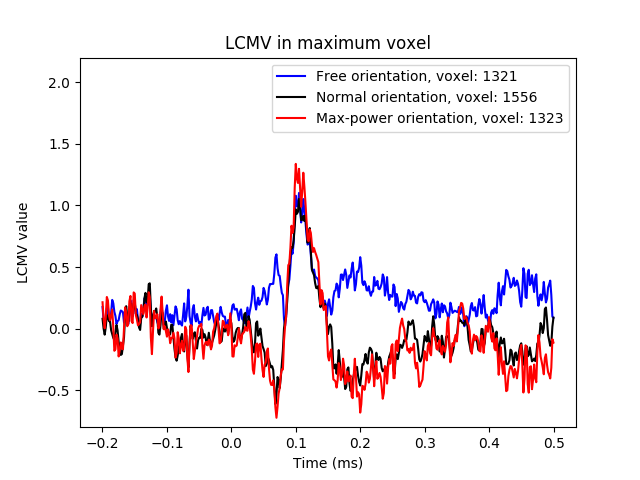 LCMV in maximum voxel
Free orientation, voxel: 1321
Normal orientation, voxel: 1556
Max-power orientation, voxel: 1323
LCMV value
2.0
1.5
1.0
0.5
0.0
−0.5
−0.2 −0.1 0.0 0.1 0.2 0.3 0.4 0.5
Time (ms)